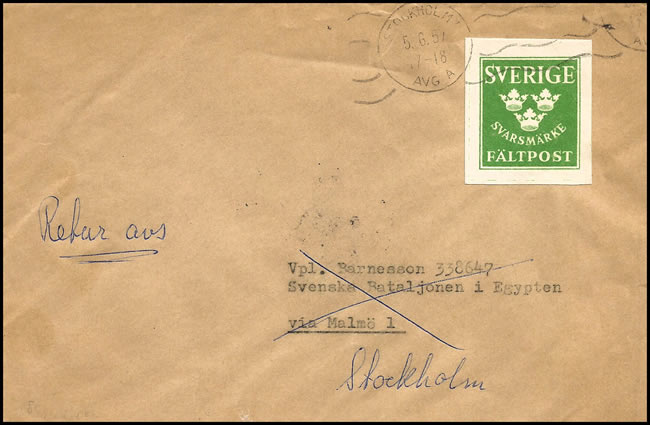 STOCKHOLM 1
5.6.57
17-18
AVG A
SVERIGE
SVARSMÄRKE
FÄLTPOST
Retur avs
Vpl. Barnesson 338647
Svenska Bataljonen i Egypten
via Malmö 1
Stockholm